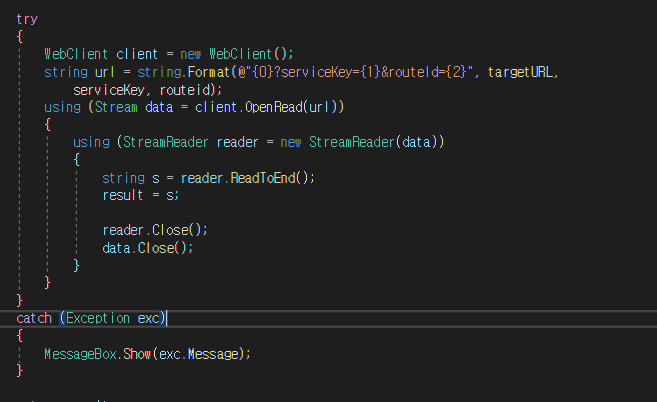 try
{
WebClient client = new WebClient();
string url = string.Format(@"{0}?serviceKey={1}&routeId={2}", targetURL,
serviceKey, routeid);
using (Stream data = client.OpenRead(url))
{
using (StreamReader reader = new StreamReader(data))
{
string s = reader.ReadToEnd();
result = s;
reader.Close();
data.Close();
}
}
}
catch (Exception exc)
{
MessageBox.Show(exc.Message);
}